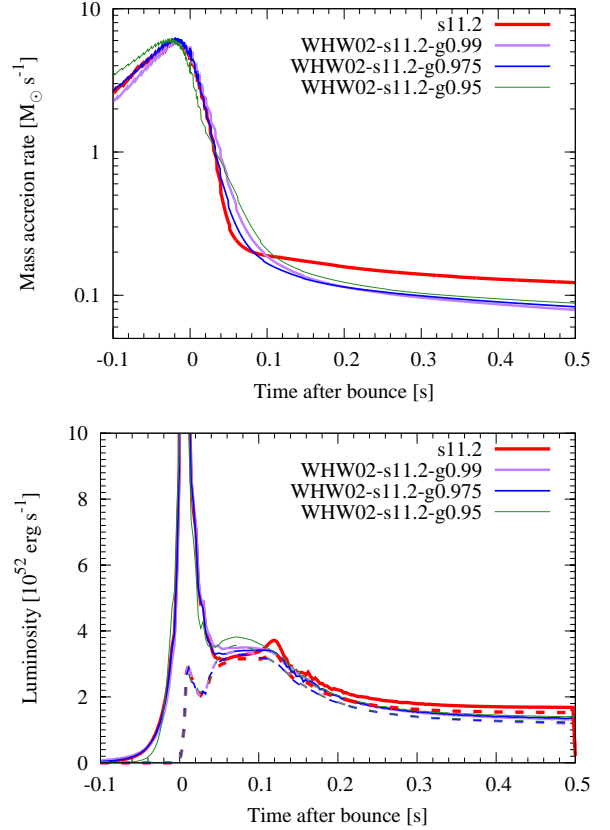 10
1
0.1
-0.1 0 0.1 0.2 0.3 0.4 0.5
Mass accreion rate [M⊙ s⁻¹]
Time after bounce [s]
s11.2
WHW02-s11.2-g0.99
WHW02-s11.2-g0.975
WHW02-s11.2-g0.95
10
8
6
4
2
0
-0.1 0 0.1 0.2 0.3 0.4 0.5
Luminosity [10⁵² erg s⁻¹]
Time after bounce [s]
s11.2
WHW02-s11.2-g0.99
WHW02-s11.2-g0.975
WHW02-s11.2-g0.95